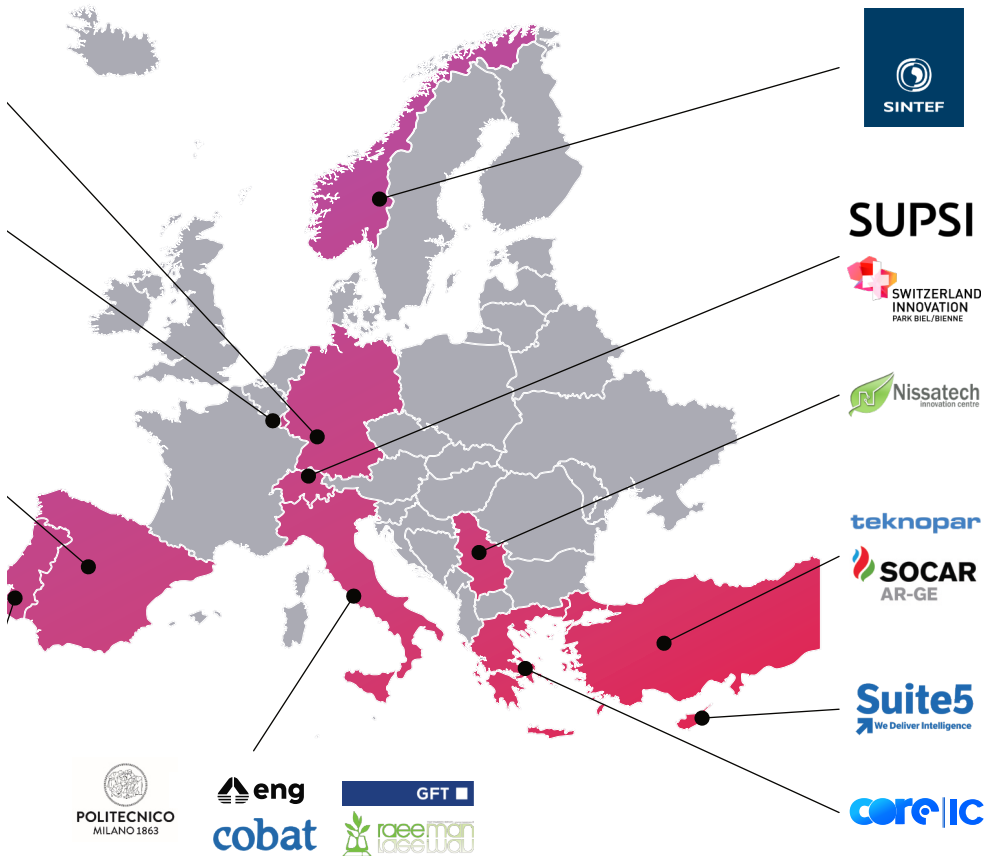 SINTEF
SUPSI
SWITZERLAND
INNOVATION
PARK BIEL/BIENNE
Nissatech
innovation centre
teknopar
SOCAR
AR-GE
Suite5
We Deliver Intelligence
core|IC
POLITECNICO
MILANO 1863
eng
cobat
GFT
raeeman